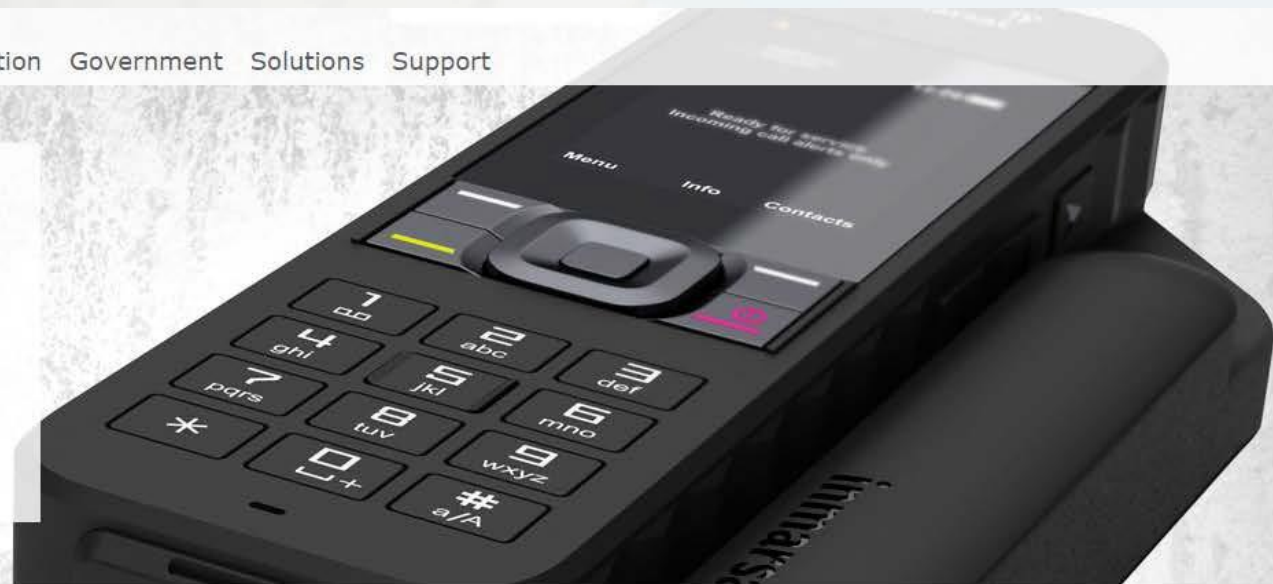 tion Government Solutions Support
Ready for service
Incoming call alerts only
Menu Info Contacts
1
2 abc
3 def
4 ghi
5 jkl
6 mno
7 pqrs
8 tuv
9 wxyz
*
0 +
# a/A
inmarsa